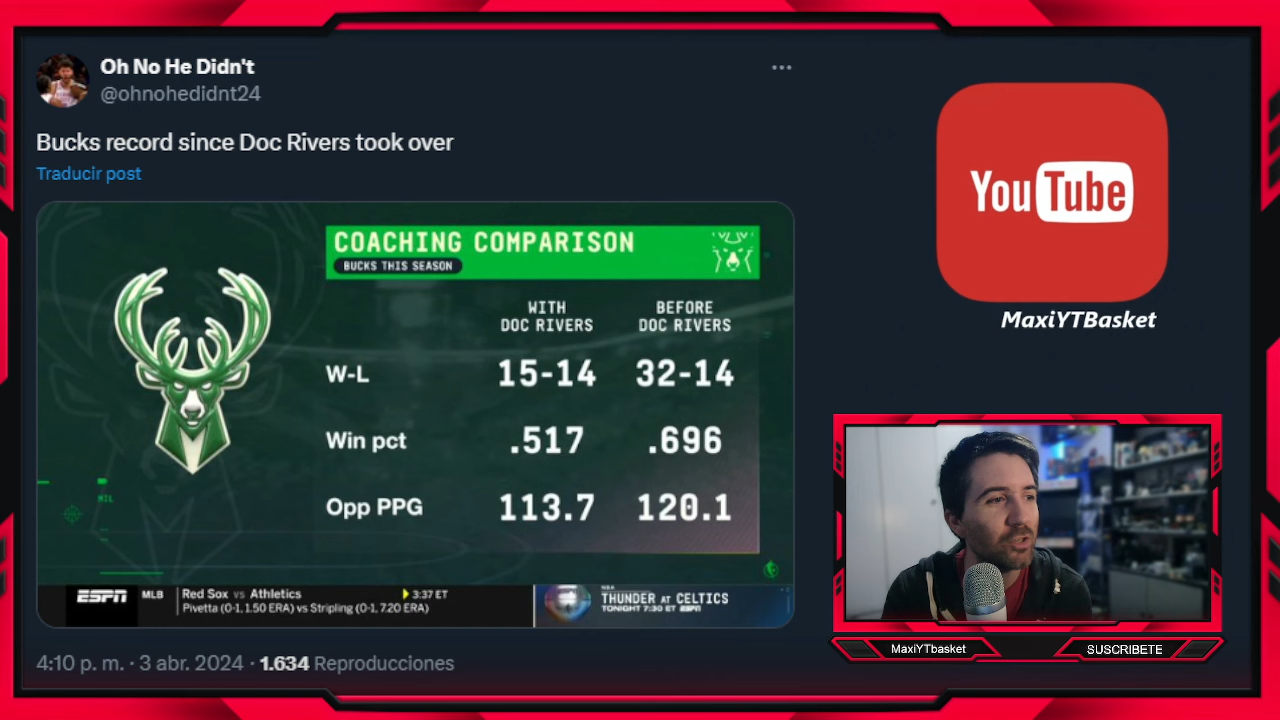 Oh No He Didn't
@ohnohedidnt24
Bucks record since Doc Rivers took over
Traducir post
COACHING COMPARISON
BUCKS THIS SEASON
WITH DOC RIVERS
BEFORE DOC RIVERS
W-L 15-14 32-14
Win pct .517 .696
Opp PPG 113.7 120.1
MIL
ESPN MLB Red Sox vs Athletics 3:37 ET
Pivetta (0-1, 1.50 ERA) vs Stripling (0-1, 7.20 ERA)
NBA
THUNDER AT CELTICS
TONIGHT 7:30 ET ESPN
4:10 p. m. · 3 abr. 2024 · 1.634 Reproducciones
YouTube
MaxiYTBasket
MaxiYTbasket
SUSCRIBETE